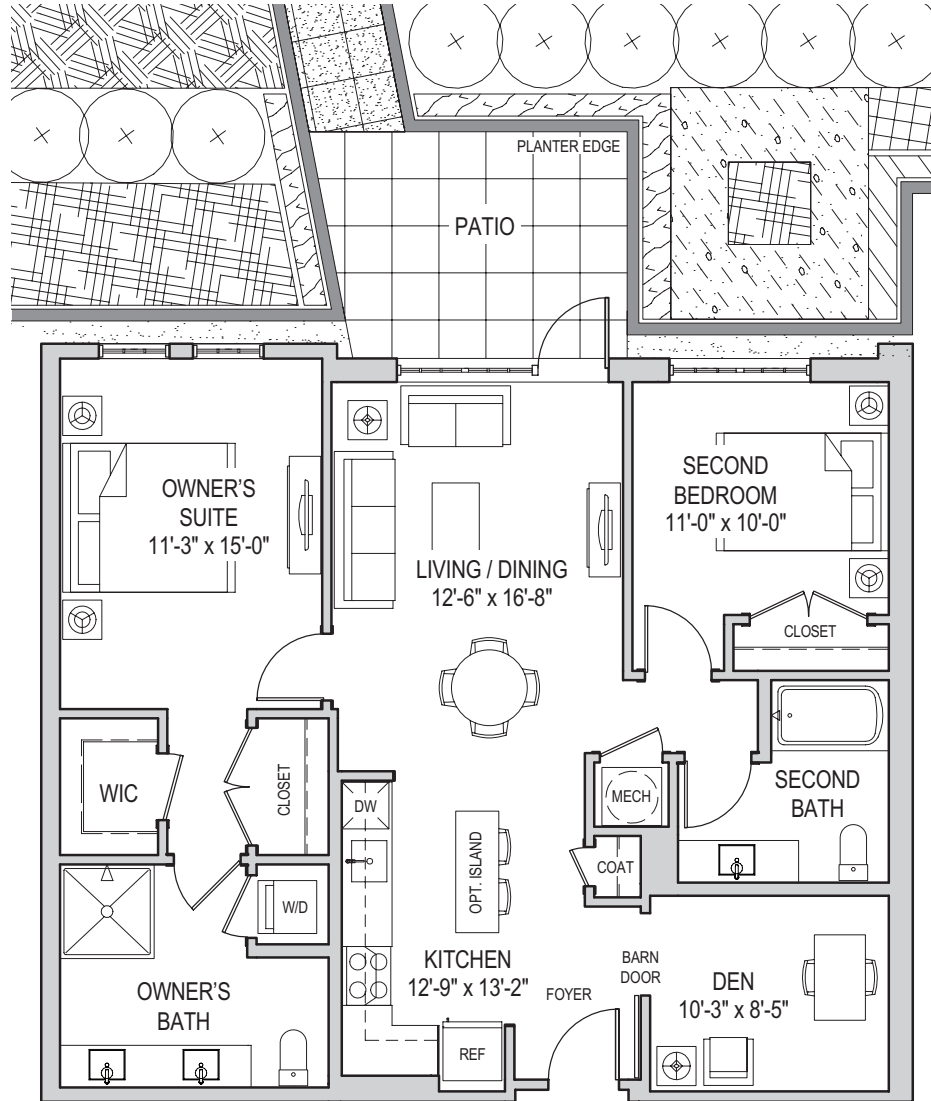 PLANTER EDGE
PATIO
OWNER'S
SUITE
11'-3" x 15'-0"
LIVING / DINING
12'-6" x 16'-8"
SECOND
BEDROOM
11'-0" x 10'-0"
CLOSET
WIC
CLOSET
DW
OPT. ISLAND
MECH
SECOND
BATH
COAT
W/D
OWNER'S
BATH
KITCHEN
12'-9" x 13'-2"
REF
FOYER
BARN
DOOR
DEN
10'-3" x 8'-5"